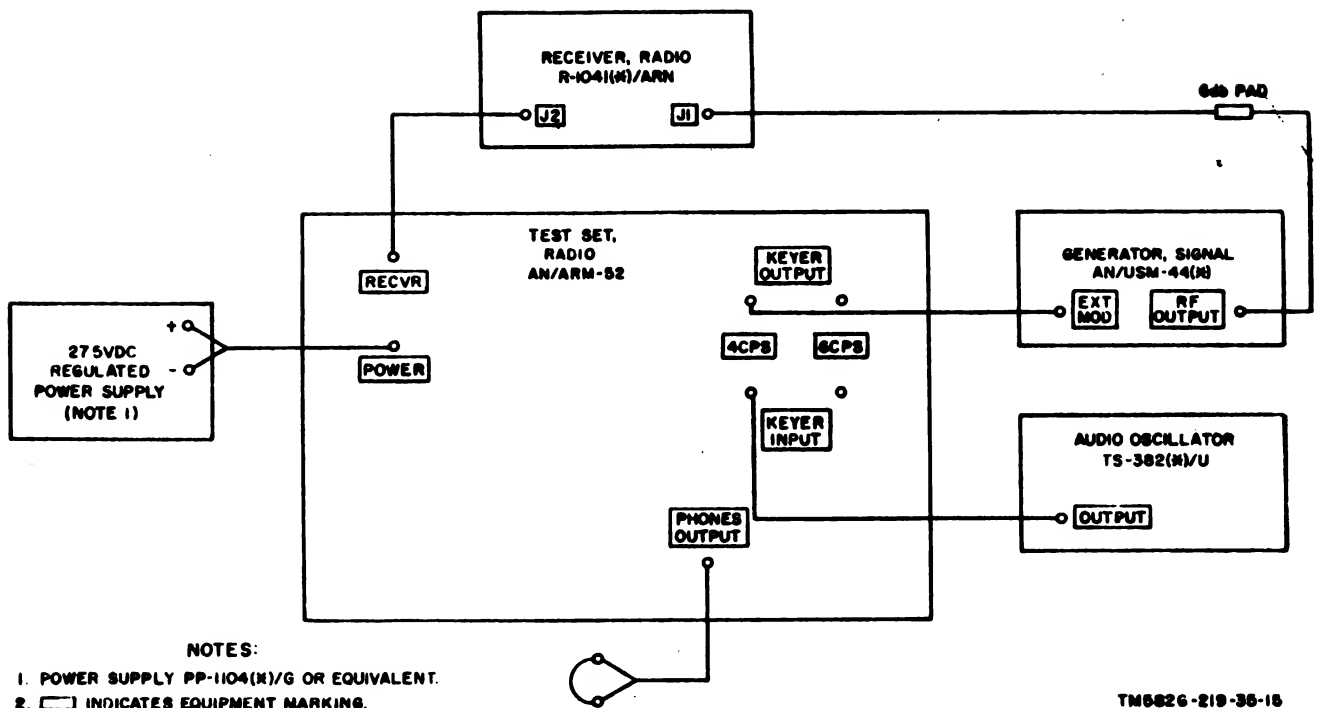 RECEIVER, RADIO
R-1041(*)/ARN
J2
J1
6db PAD
TEST SET,
RADIO
AN/ARM-52
KEYER
OUTPUT
GENERATOR, SIGNAL
AN/USM-44(*)
RECVR
EXT
MOD
RF
OUTPUT
+
-
27.5VDC
REGULATED
POWER SUPPLY
(NOTE 1)
POWER
4CPS
6CPS
KEYER
INPUT
AUDIO OSCILLATOR
TS-382(*)/U
OUTPUT
PHONES
OUTPUT
NOTES:
1. POWER SUPPLY PP-1104(*)/G OR EQUIVALENT.
2. INDICATES EQUIPMENT MARKING.
TM5826-219-35-15